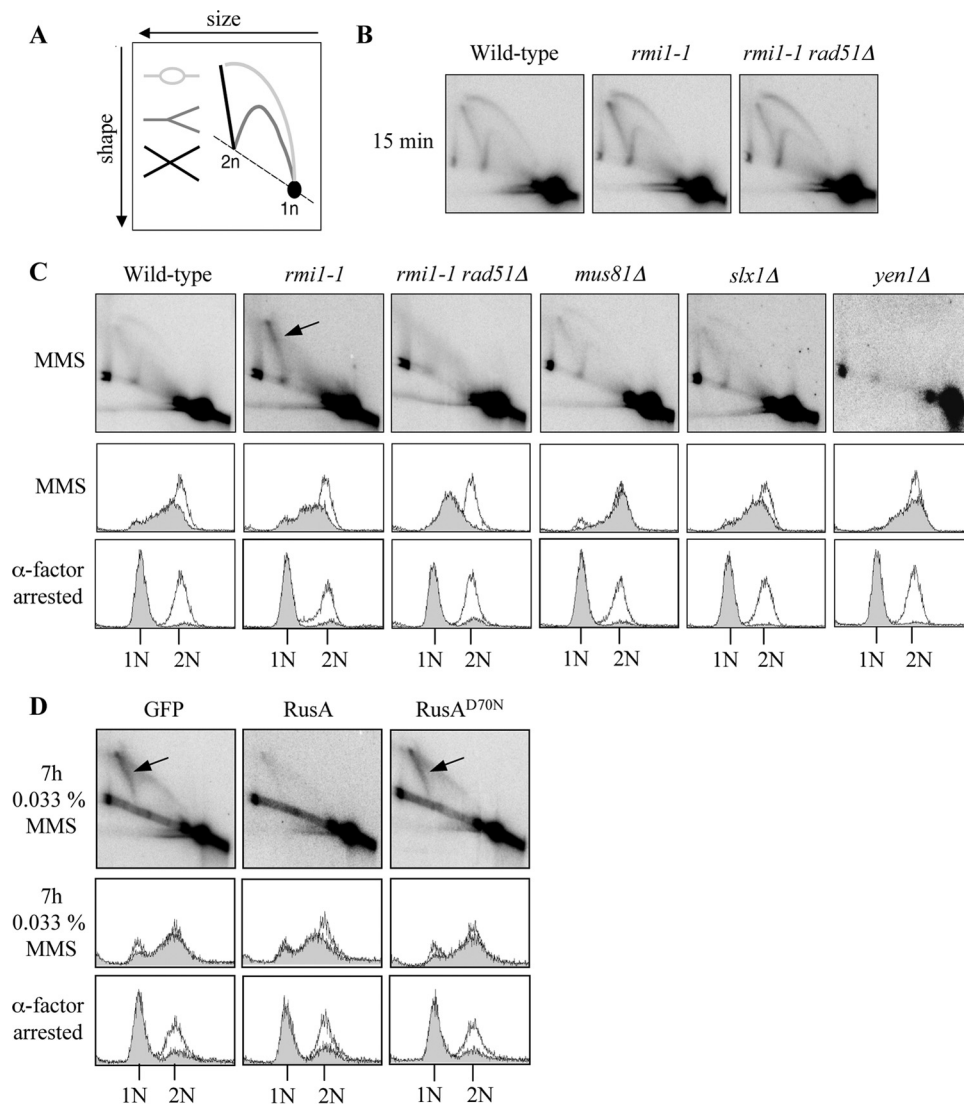 A
size
shape
2n
1n
B
Wild-type rmi1-1 rmi1-1 rad51Δ
15 min
C
Wild-type rmi1-1 rmi1-1 rad51Δ mus81Δ slx1Δ yen1Δ
MMS
MMS
α-factor
arrested
1N 2N 1N 2N 1N 2N 1N 2N 1N 2N 1N 2N
D
GFP RusA RusA^D70N
7h
0.033 %
MMS
7h
0.033 %
MMS
α-factor
arrested
1N 2N 1N 2N 1N 2N